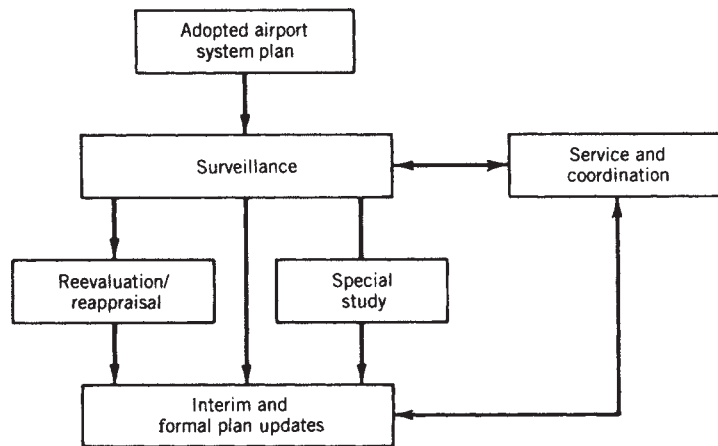 Adopted airport
system plan
Surveillance
Service and
coordination
Reevaluation/
reappraisal
Special
study
Interim and
formal plan updates